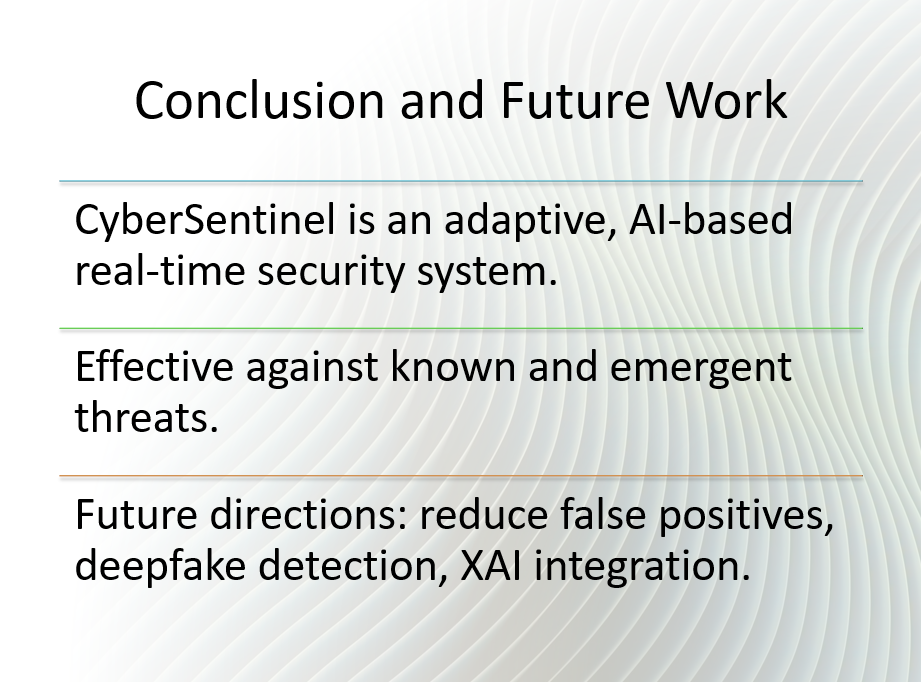 Conclusion and Future Work
CyberSentinel is an adaptive, AI-based
real-time security system.
Effective against known and emergent
threats.
Future directions: reduce false positives,
deepfake detection, XAI integration.